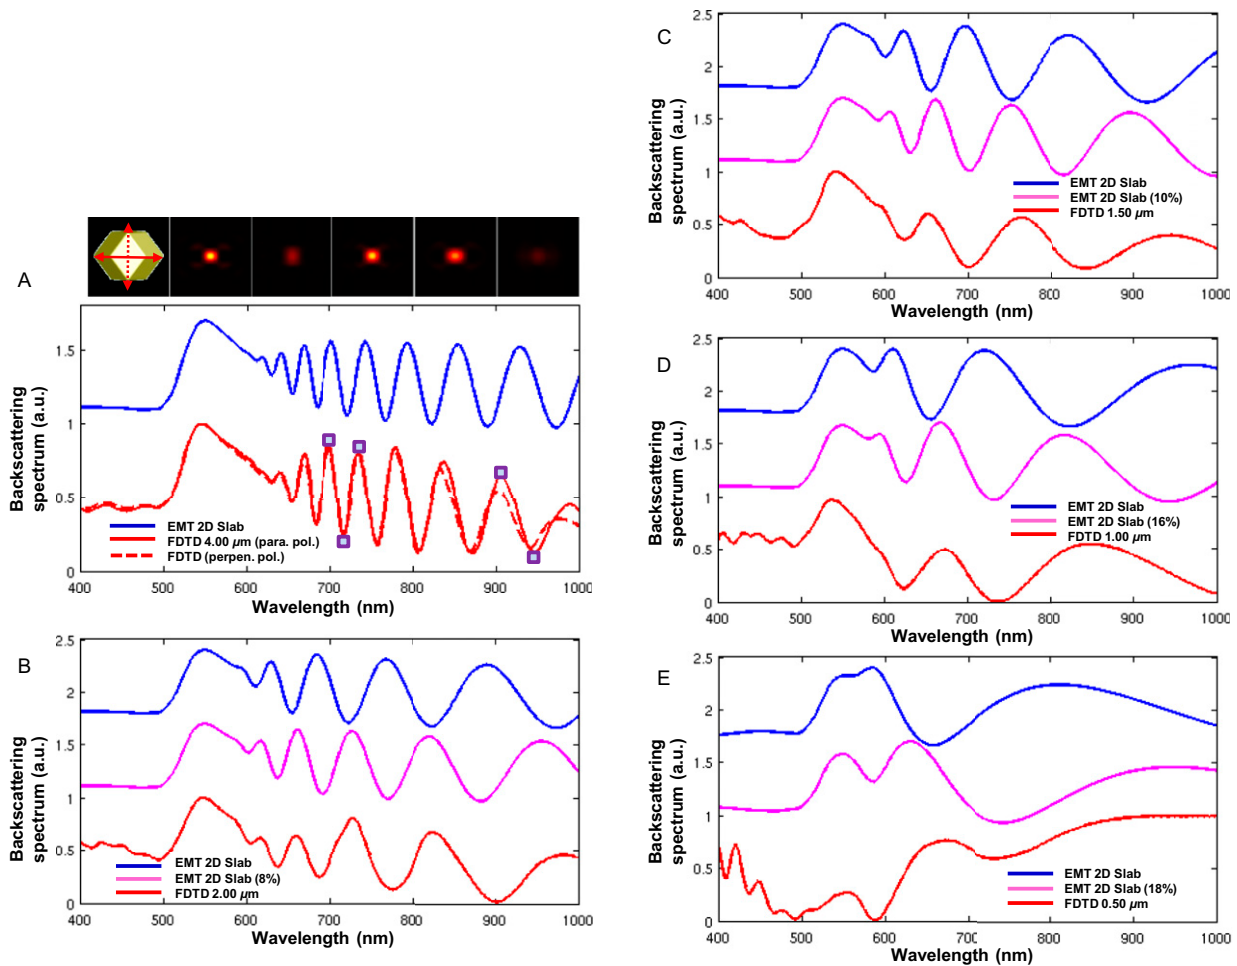 A
Backscattering
spectrum (a.u.)
1.5
1
0.5
0
EMT 2D Slab
FDTD 4.00 µm (para. pol.)
FDTD (perpen. pol.)
400 500 600 700 800 900 1000
Wavelength (nm)
B
Backscattering
spectrum (a.u.)
2.5
2
1.5
1
0.5
0
EMT 2D Slab
EMT 2D Slab (8%)
FDTD 2.00 µm
400 500 600 700 800 900 1000
Wavelength (nm)
C
Backscattering
spectrum (a.u.)
2.5
2
1.5
1
0.5
0
EMT 2D Slab
EMT 2D Slab (10%)
FDTD 1.50 µm
400 500 600 700 800 900 1000
Wavelength (nm)
D
Backscattering
spectrum (a.u.)
2.5
2
1.5
1
0.5
0
EMT 2D Slab
EMT 2D Slab (16%)
FDTD 1.00 µm
400 500 600 700 800 900 1000
Wavelength (nm)
E
Backscattering
spectrum (a.u.)
2.5
2
1.5
1
0.5
0
EMT 2D Slab
EMT 2D Slab (18%)
FDTD 0.50 µm
400 500 600 700 800 900 1000
Wavelength (nm)